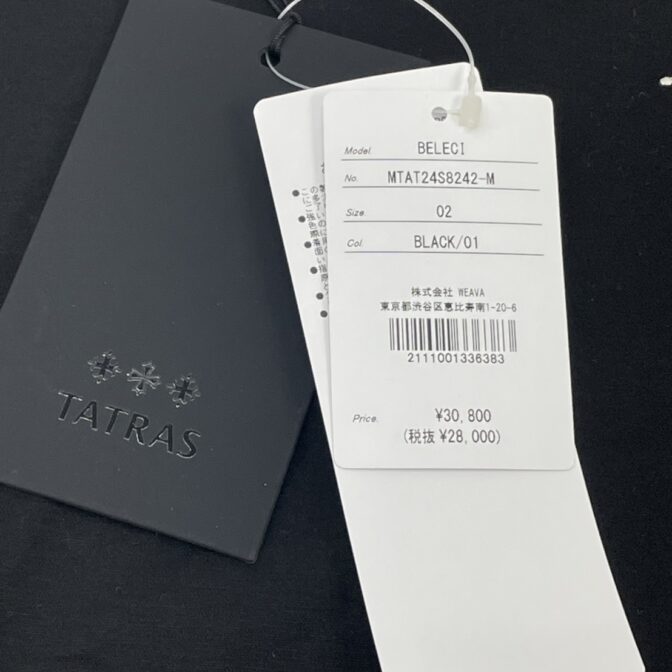 TATRAS
Model. BELECI
No. MTAT24S8242-M
Size. 02
Col. BLACK/01
株式会社 WEAVA
東京都渋谷区恵比寿南1-20-6
2111001336383
Price. ¥30,800
(税抜 ¥28,000)